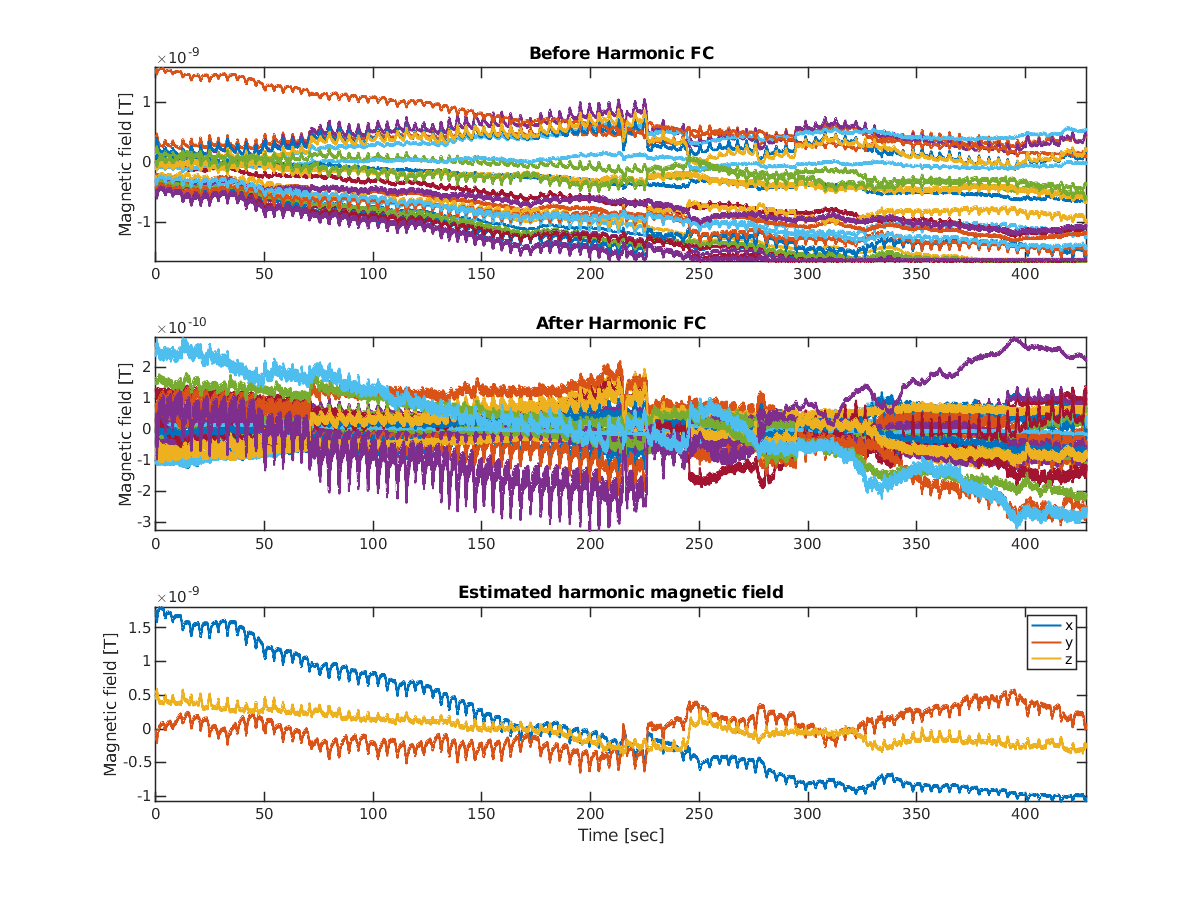 Before Harmonic FC
×10^-9
Magnetic field [T]
1
0
-1
0 50 100 150 200 250 300 350 400
After Harmonic FC
×10^-10
Magnetic field [T]
2
1
0
-1
-2
-3
0 50 100 150 200 250 300 350 400
Estimated harmonic magnetic field
×10^-9
Magnetic field [T]
1.5
1
0.5
0
-0.5
-1
x
y
z
0 50 100 150 200 250 300 350 400
Time [sec]